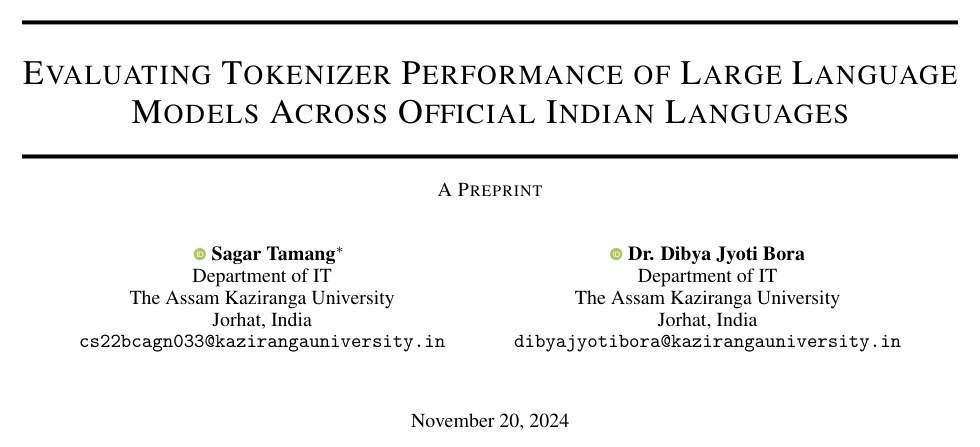 EVALUATING TOKENIZER PERFORMANCE OF LARGE LANGUAGE
MODELS ACROSS OFFICIAL INDIAN LANGUAGES
A PREPRINT
Sagar Tamang*
Department of IT
The Assam Kaziranga University
Jorhat, India
cs22bcagn033@kazirangauniversity.in
Dr. Dibya Jyoti Bora
Department of IT
The Assam Kaziranga University
Jorhat, India
dibyajyotibora@kazirangauniversity.in
November 20, 2024